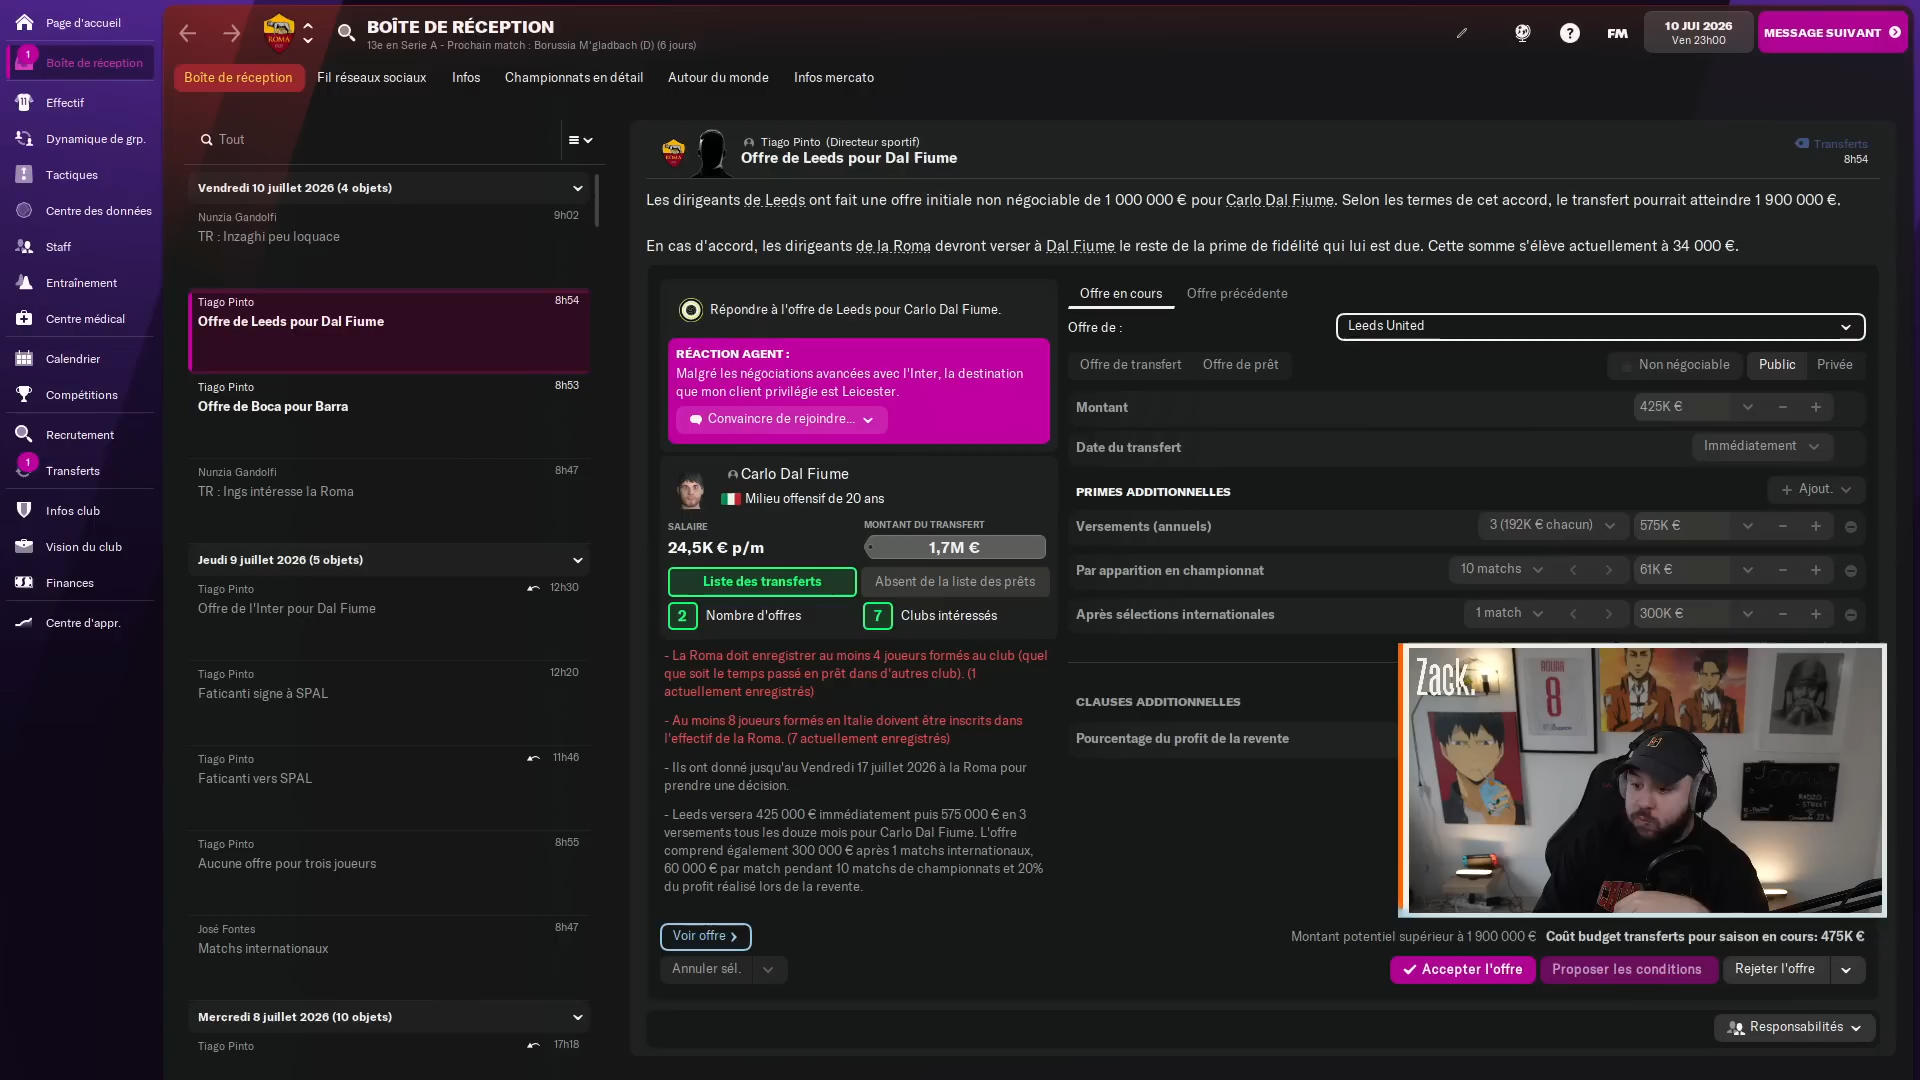 Page d'accueil
1
Boîte de réception
Effectif
Dynamique de grp.
Tactiques
Centre des données
Staff
Entraînement
Centre médical
Calendrier
Compétitions
Recrutement
1
Transferts
Infos club
Vision du club
Finances
Centre d'appr.
BOÎTE DE RÉCEPTION
13e en Serie A - Prochain match : Borussia M'gladbach (D) (6 jours)
FM
10 JUI 2026
Ven 23h00
MESSAGE SUIVANT
Boîte de réception
Fil réseaux sociaux
Infos
Championnats en détail
Autour du monde
Infos mercato
Tout
Vendredi 10 juillet 2026 (4 objets)
Nunzia Gandolfi 9h02
TR : Inzaghi peu loquace
Tiago Pinto 8h54
Offre de Leeds pour Dal Fiume
Tiago Pinto 8h53
Offre de Boca pour Barra
Nunzia Gandolfi 8h47
TR : Ings intéresse la Roma
Jeudi 9 juillet 2026 (5 objets)
Tiago Pinto 12h30
Offre de l'Inter pour Dal Fiume
Tiago Pinto 12h20
Faticanti signe à SPAL
Tiago Pinto 11h46
Faticanti vers SPAL
Tiago Pinto 8h55
Aucune offre pour trois joueurs
José Fontes 8h47
Matchs internationaux
Mercredi 8 juillet 2026 (10 objets)
Tiago Pinto 17h18
Tiago Pinto (Directeur sportif)
Offre de Leeds pour Dal Fiume
Transferts
8h54
Les dirigeants de Leeds ont fait une offre initiale non négociable de 1 000 000 € pour Carlo Dal Fiume. Selon les termes de cet accord, le transfert pourrait atteindre 1 900 000 €.
En cas d'accord, les dirigeants de la Roma devront verser à Dal Fiume le reste de la prime de fidélité qui lui est due. Cette somme s'élève actuellement à 34 000 €.
Répondre à l'offre de Leeds pour Carlo Dal Fiume.
RÉACTION AGENT :
Malgré les négociations avancées avec l'Inter, la destination
que mon client privilégie est Leicester.
Convaincre de rejoindre...
Carlo Dal Fiume
Milieu offensif de 20 ans
SALAIRE
24,5K € p/m
MONTANT DU TRANSFERT
1,7M €
Liste des transferts
Absent de la liste des prêts
2 Nombre d'offres
7 Clubs intéressés
- La Roma doit enregistrer au moins 4 joueurs formés au club (quel
que soit le temps passé en prêt dans d'autres club). (1
actuellement enregistrés)
- Au moins 8 joueurs formés en Italie doivent être inscrits dans
l'effectif de la Roma. (7 actuellement enregistrés)
- Ils ont donné jusqu'au Vendredi 17 juillet 2026 à la Roma pour
prendre une décision.
- Leeds versera 425 000 € immédiatement puis 575 000 € en 3
versements tous les douze mois pour Carlo Dal Fiume. L'offre
comprend également 300 000 € après 1 matchs internationaux,
60 000 € par match pendant 10 matchs de championnats et 20%
du profit réalisé lors de la revente.
Voir offre
Annuler sél.
Offre en cours
Offre précédente
Offre de :
Leeds United
Offre de transfert
Offre de prêt
Non négociable
Public
Privée
Montant 425K €
Date du transfert Immédiatement
PRIMES ADDITIONNELLES
Ajout.
Versements (annuels) 3 (192K € chacun) 575K €
Par apparition en championnat 10 matchs 61K €
Après sélections internationales 1 match 300K €
CLAUSES ADDITIONNELLES
Pourcentage du profit de la revente
Zack.
8
Montant potentiel supérieur à 1 900 000 € Coût budget transferts pour saison en cours: 475K €
Accepter l'offre
Proposer les conditions
Rejeter l'offre
Responsabilités